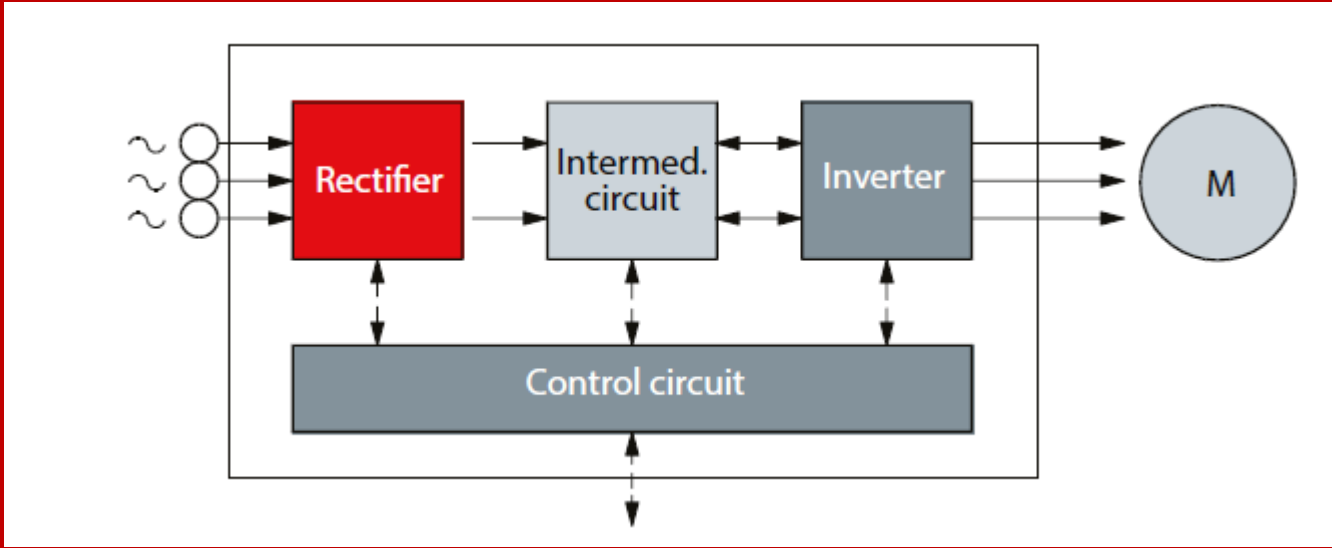 Rectifier
Intermed.
circuit
Inverter
M
Control circuit